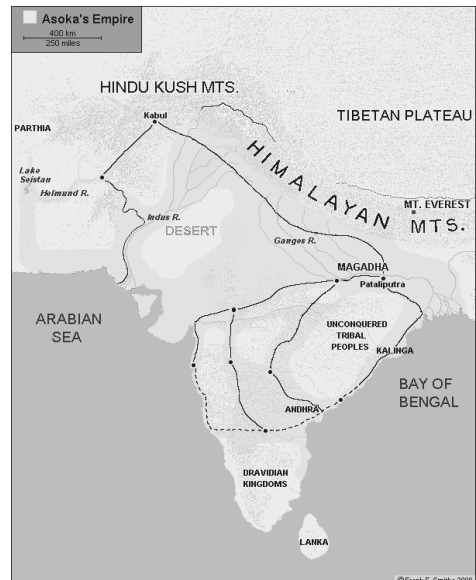 Asoka's Empire
400 km
250 miles
HINDU KUSH MTS.
TIBETAN PLATEAU
Kabul
PARTHIA
HIMALAYAN
MTS.
Lake
Seistan
Helmund R.
MT. EVEREST
Indus R.
DESERT
Ganges R.
MAGADHA
Pataliputra
ARABIAN
SEA
UNCONQUERED
TRIBAL
PEOPLES
KALINGA
BAY OF
BENGAL
ANDHRA
DRAVIDIAN
KINGDOMS
LANKA